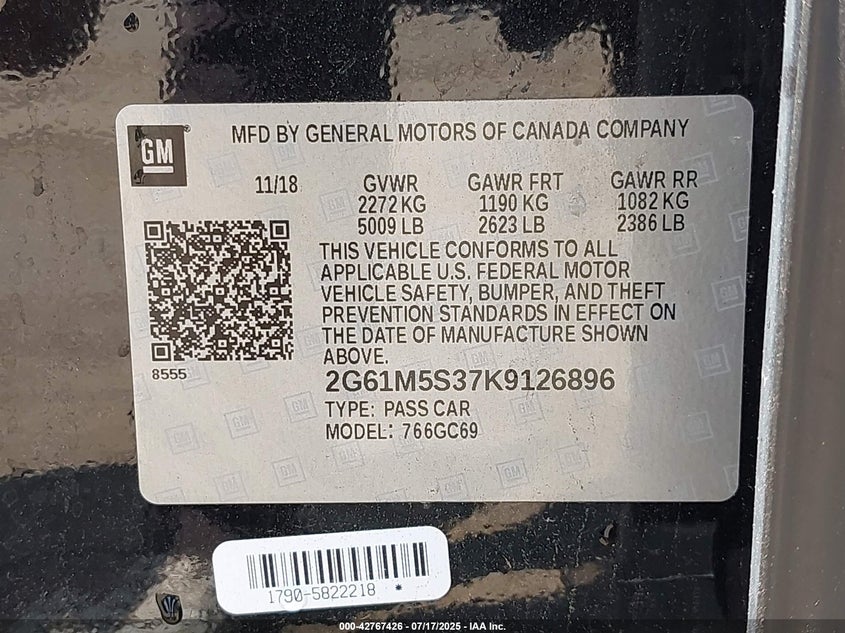 MFD BY GENERAL MOTORS OF CANADA COMPANY
GM
11/18 GVWR GAWR FRT GAWR RR
2272 KG 1190 KG 1082 KG
5009 LB 2623 LB 2386 LB
THIS VEHICLE CONFORMS TO ALL
APPLICABLE U.S. FEDERAL MOTOR
VEHICLE SAFETY, BUMPER, AND THEFT
PREVENTION STANDARDS IN EFFECT ON
THE DATE OF MANUFACTURE SHOWN
ABOVE.
8555
2G61M5S37K9126896
TYPE: PASS CAR
MODEL: 766GC69
1790-5822218 *
000-42767426 - 07/17/2025 - IAA Inc.